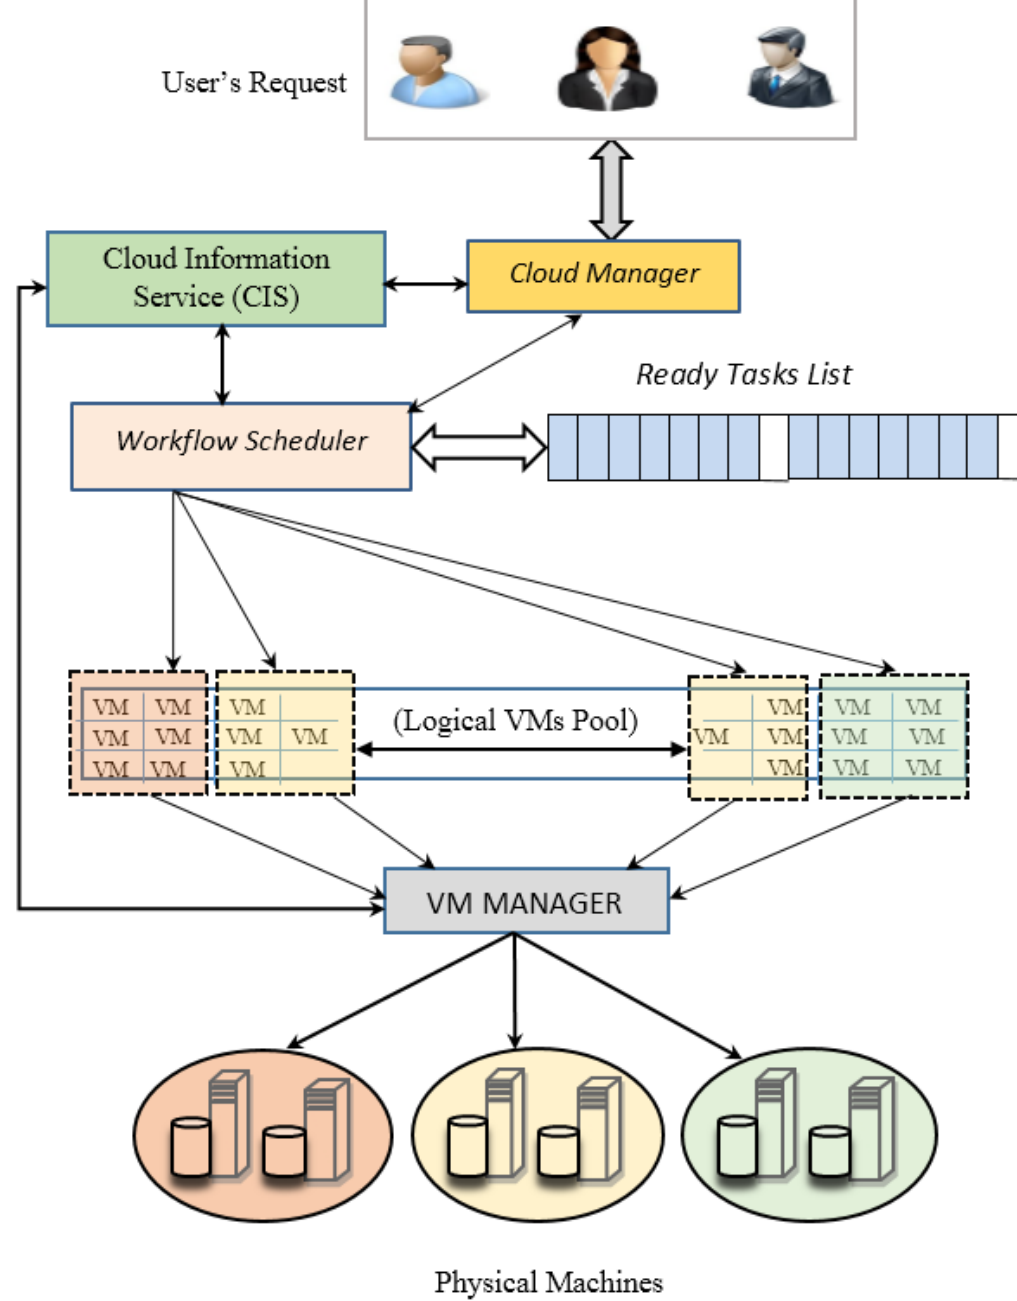 User's Request
Cloud Information
Service (CIS)
Cloud Manager
Ready Tasks List
Workflow Scheduler
VM VM VM
VM VM VM VM
VM VM VM
(Logical VMs Pool)
VM VM VM
VM VM VM VM
VM VM VM
VM MANAGER
Physical Machines